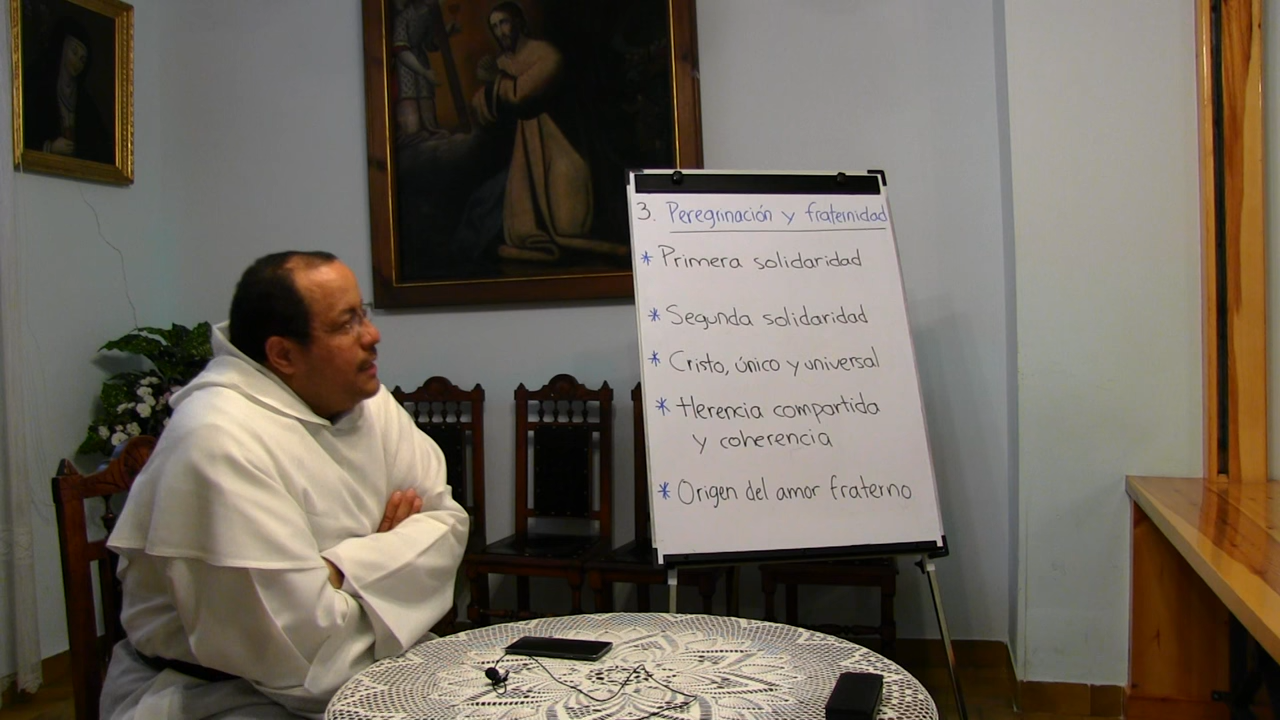 3. Peregrinación y fraternidad
* Primera solidaridad
* Segunda solidaridad
* Cristo, único y universal
* Herencia compartida
y coherencia
* Origen del amor fraterno